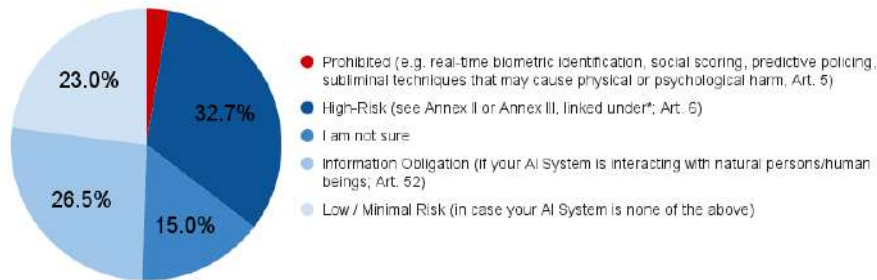 Prohibited (e.g. real-time biometric identification, social scoring, predictive policing,
subliminal techniques that may cause physical or psychological harm; Art. 5)
23.0%
32.7%
High-Risk (see Annex II or Annex III, linked under*; Art. 6)
I am not sure
Information Obligation (if your AI System is interacting with natural persons/human
beings; Art. 52)
26.5%
15.0%
Low / Minimal Risk (in case your AI System is none of the above)